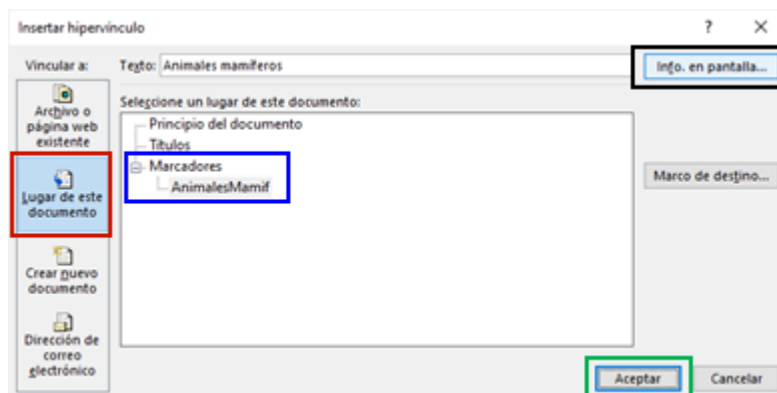 Insertar hipervínculo
? X
Vincular a:
Texto: Animales mamíferos
Info. en pantalla...
Archivo o
página web
existente
Seleccione un lugar de este documento:
Principio del documento
Títulos
Marcadores
AnimalesMamif
Lugar de este
documento
Marco de destino...
Crear nuevo
documento
Dirección de
correo
electrónico
Aceptar
Cancelar